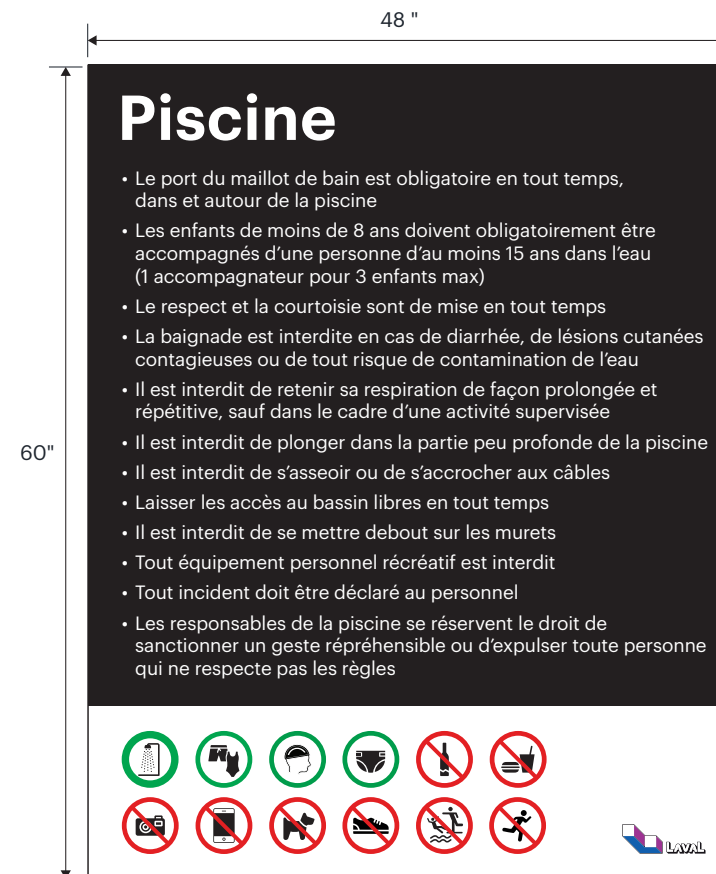 48 "
Piscine
• Le port du maillot de bain est obligatoire en tout temps,
dans et autour de la piscine
• Les enfants de moins de 8 ans doivent obligatoirement être
accompagnés d’une personne d’au moins 15 ans dans l’eau
(1 accompagnateur pour 3 enfants max)
• Le respect et la courtoisie sont de mise en tout temps
• La baignade est interdite en cas de diarrhée, de lésions cutanées
contagieuses ou de tout risque de contamination de l’eau
• Il est interdit de retenir sa respiration de façon prolongée et
répétitive, sauf dans le cadre d’une activité supervisée
• Il est interdit de plonger dans la partie peu profonde de la piscine
60"
• Il est interdit de s’asseoir ou de s’accrocher aux câbles
• Laisser les accès au bassin libres en tout temps
• Il est interdit de se mettre debout sur les murets
• Tout équipement personnel récréatif est interdit
• Tout incident doit être déclaré au personnel
• Les responsables de la piscine se réservent le droit de
sanctionner un geste répréhensible ou d’expulser toute personne
qui ne respecte pas les règles
LAVAL